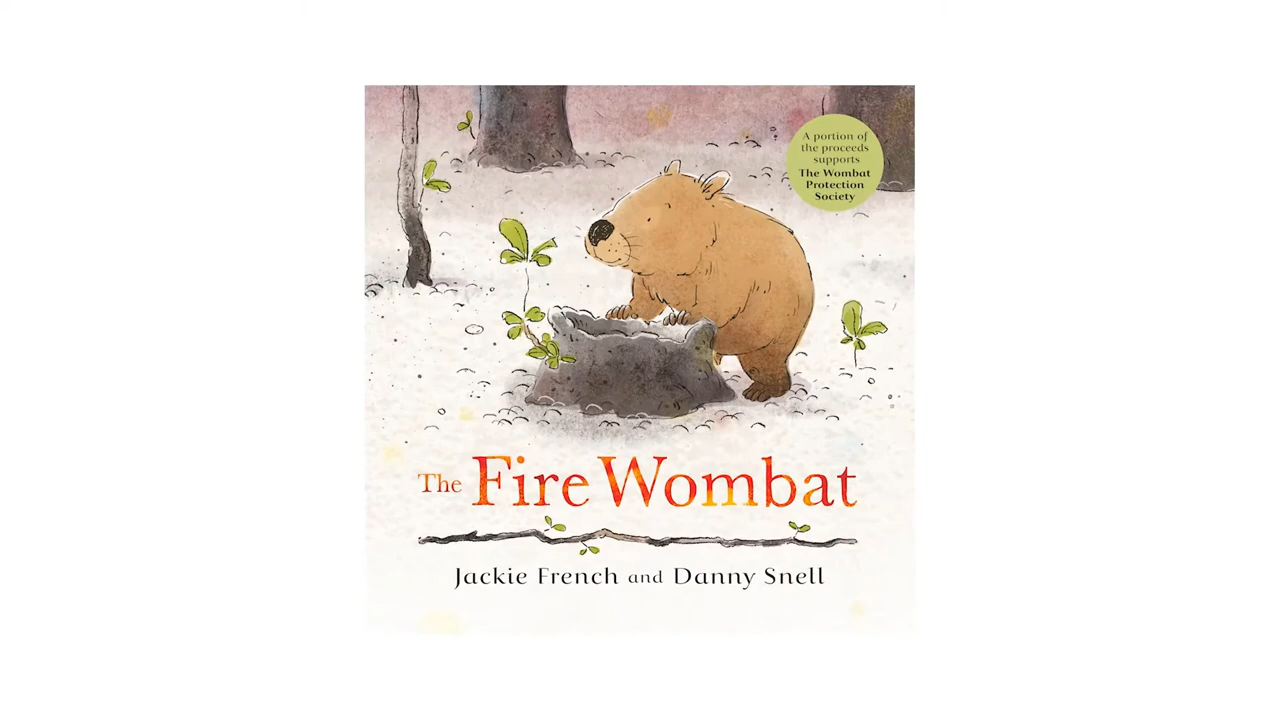 A portion of
the proceeds
supports
The Wombat
Protection
Society
The Fire Wombat
Jackie French and Danny Snell